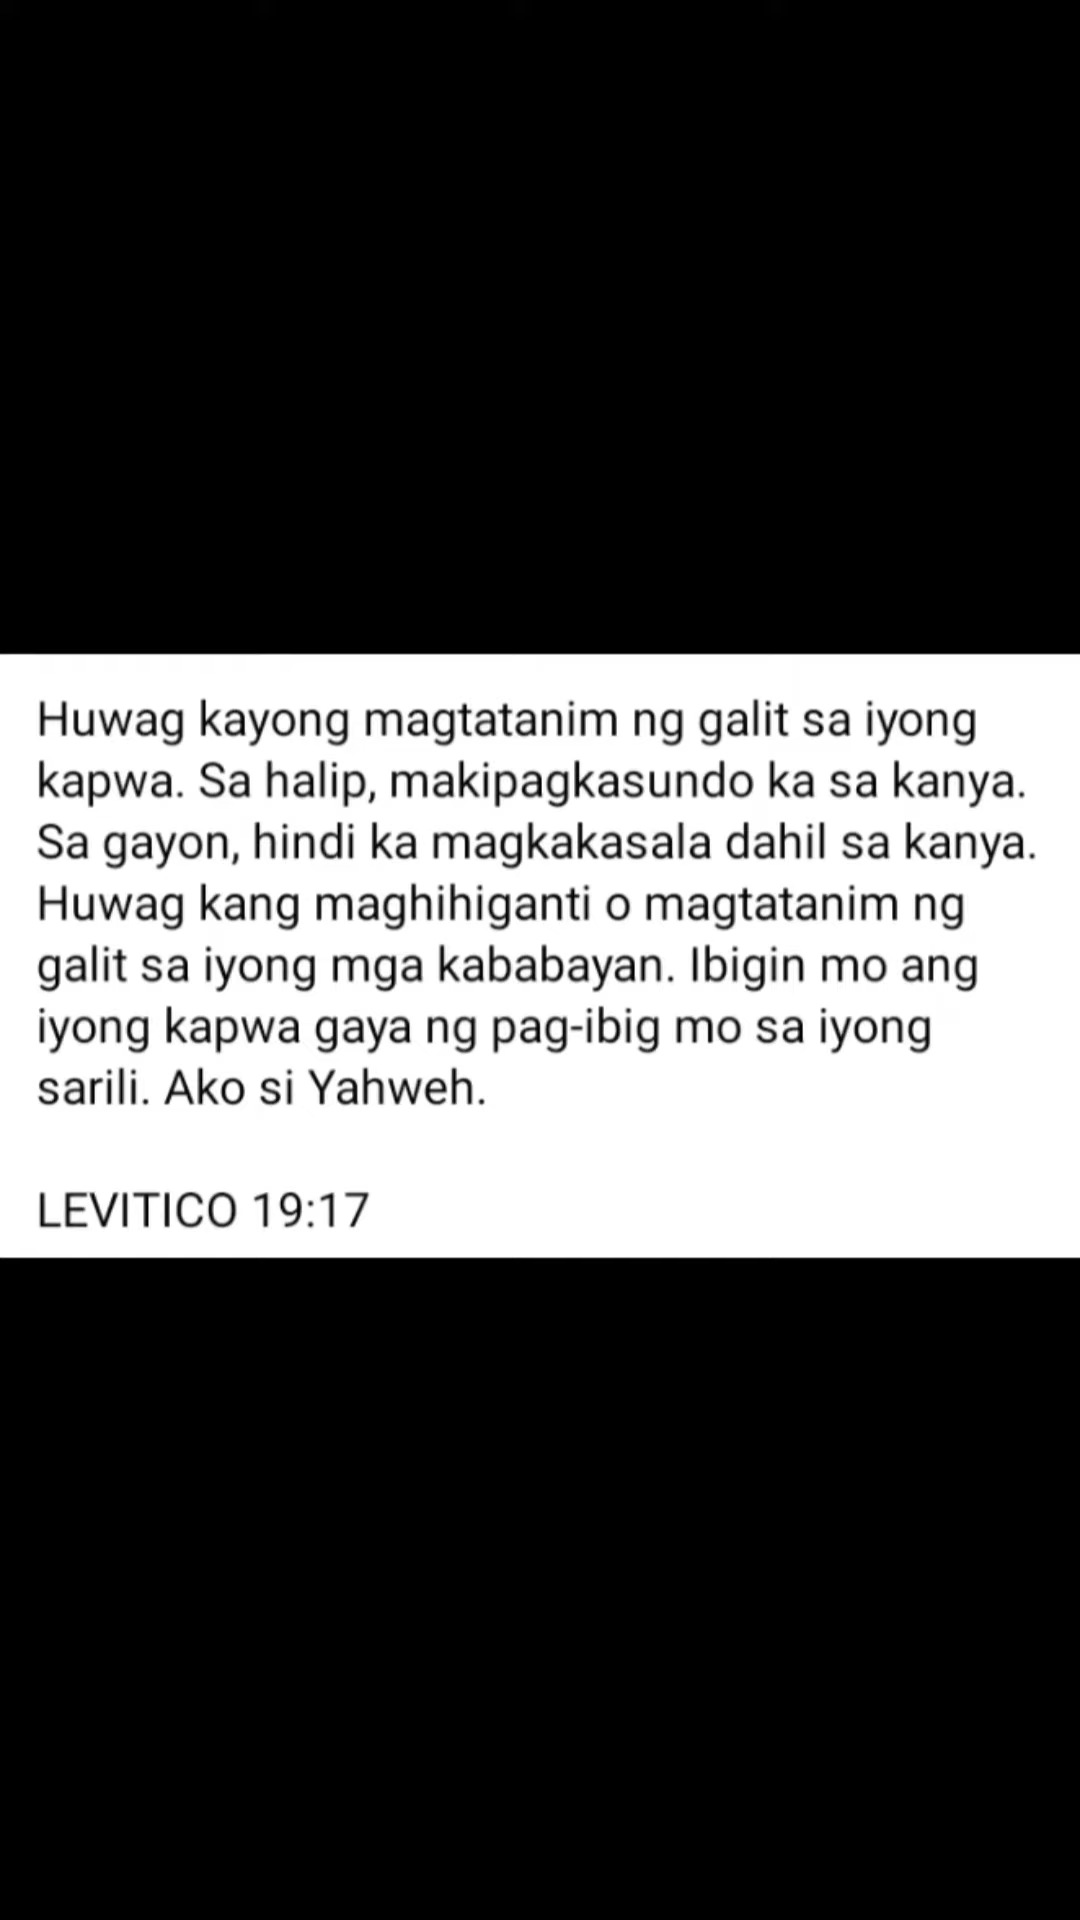 Huwag kayong magtatanim ng galit sa iyong
kapwa. Sa halip, makipagkasundo ka sa kanya.
Sa gayon, hindi ka magkakasala dahil sa kanya.
Huwag kang maghihiganti o magtatanim ng
galit sa iyong mga kababayan. Ibigin mo ang
iyong kapwa gaya ng pag-ibig mo sa iyong
sarili. Ako si Yahweh.
LEVITICO 19:17